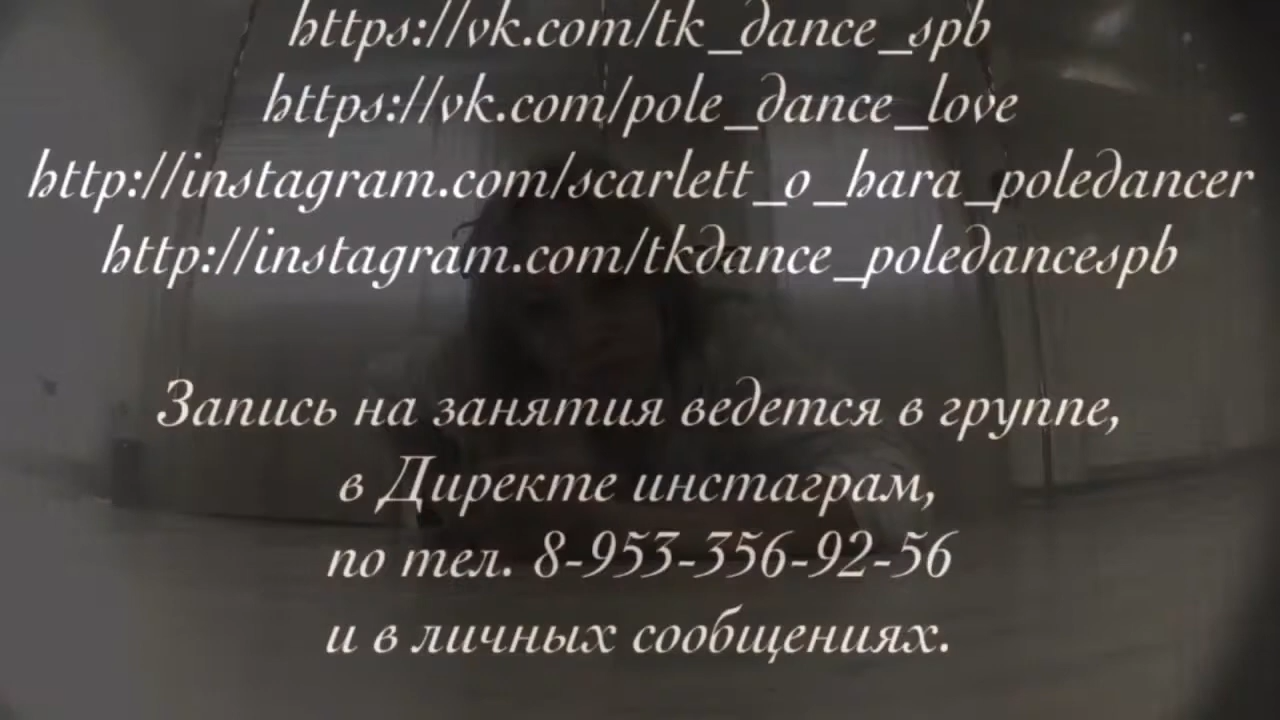 https://vk.com/tk_dance_spb
https://vk.com/pole_dance_love
http://instagram.com/scarlett_o_hara_poledancer
http://instagram.com/tkdance_poledancespb
Запись на занятия ведется в группе,
в Директе инстаграм,
по тел. 8-953-356-92-56
и в личных сообщениях.